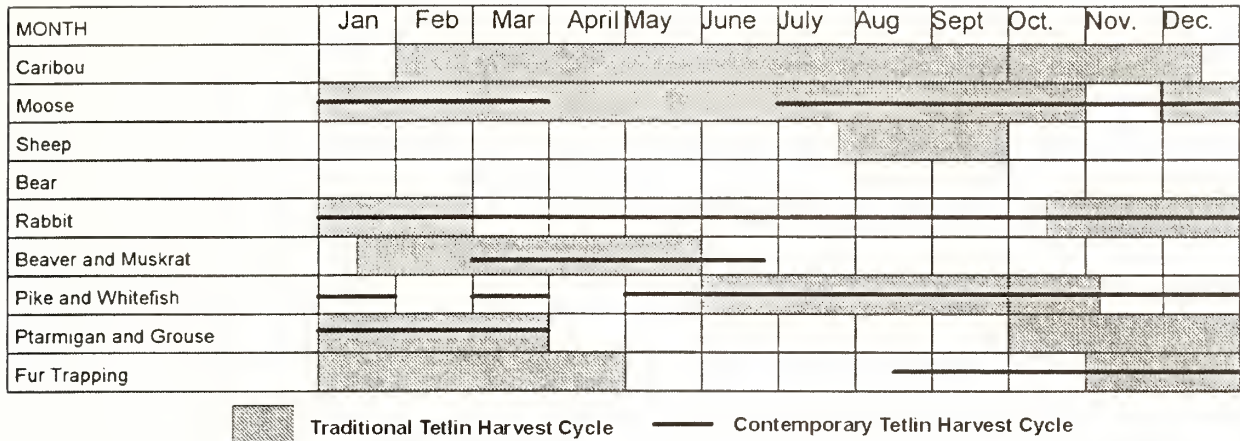 MONTH Jan Feb Mar April May June July Aug Sept Oct. Nov. Dec.
Caribou
Moose
Sheep
Bear
Rabbit
Beaver and Muskrat
Pike and Whitefish
Ptarmigan and Grouse
Fur Trapping
Traditional Tetlin Harvest Cycle Contemporary Tetlin Harvest Cycle